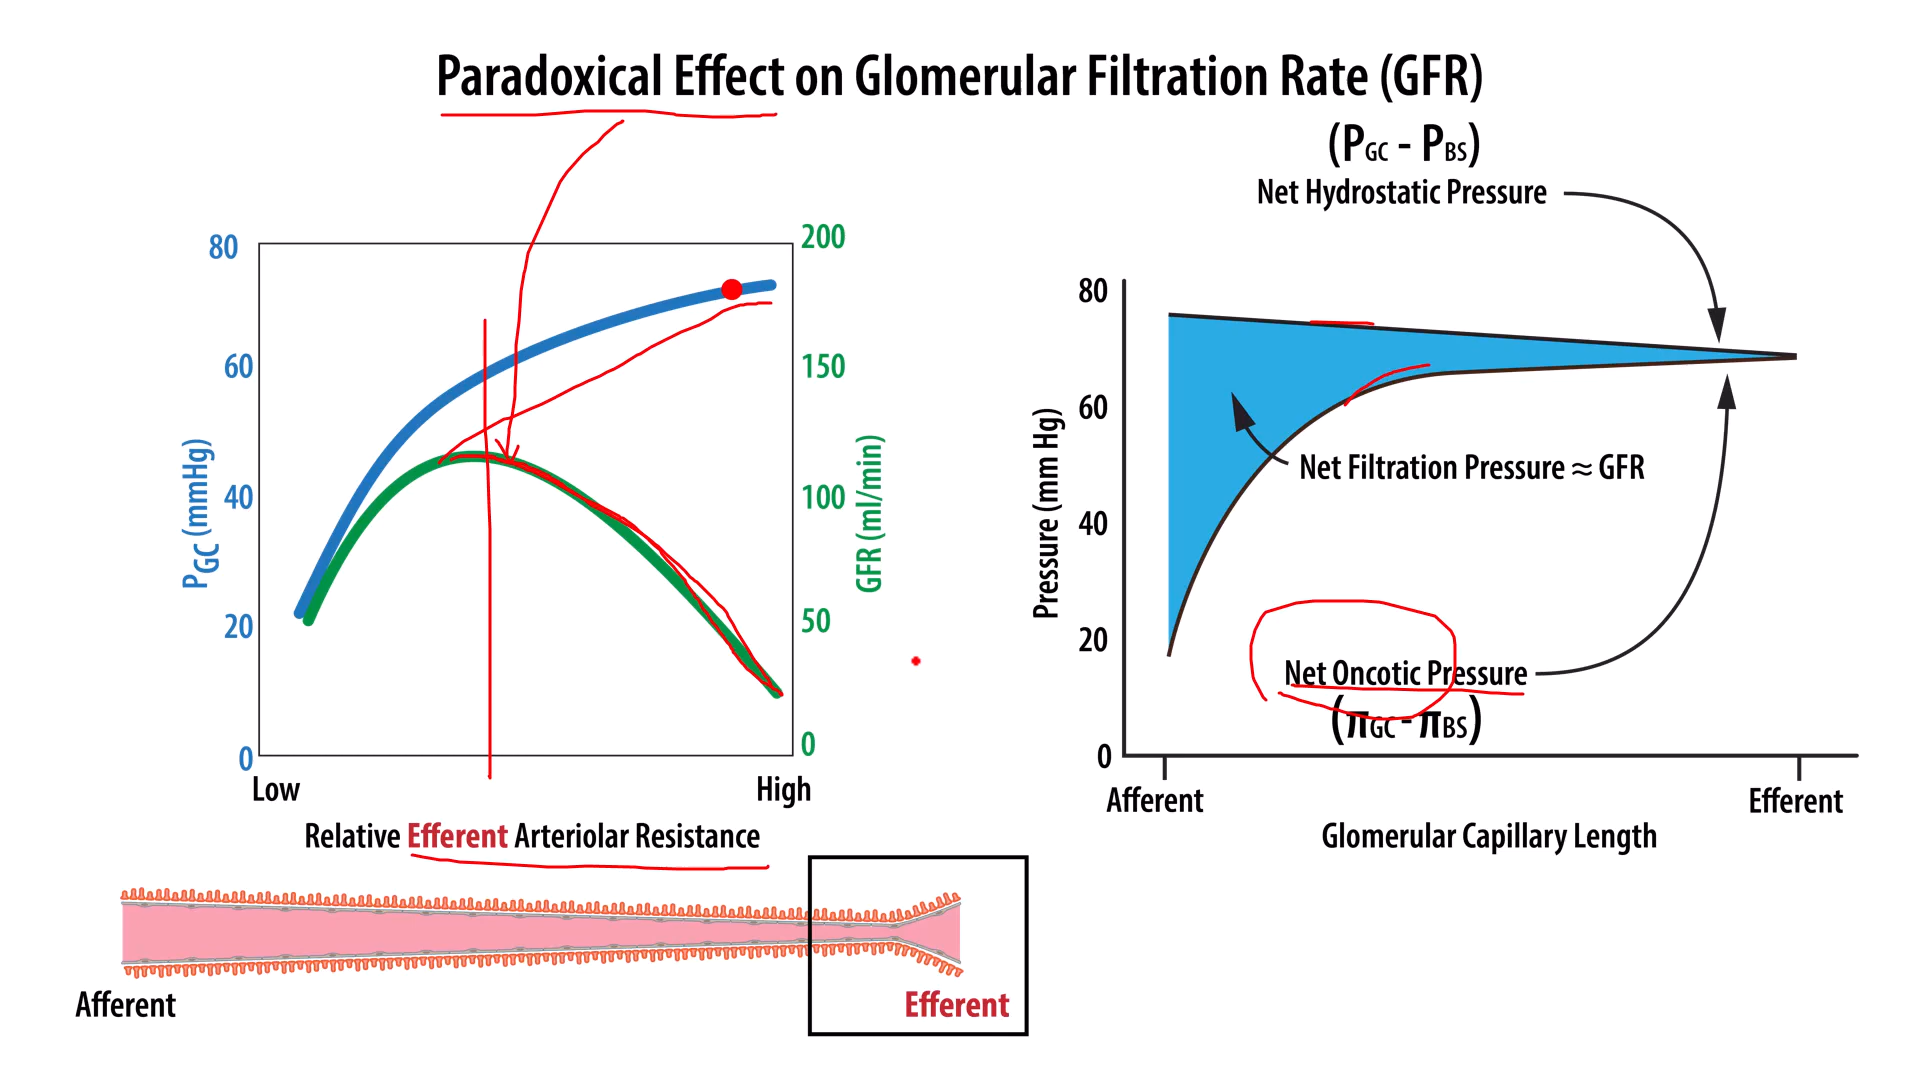 Paradoxical Effect on Glomerular Filtration Rate (GFR)
(PGC - PBS)
Net Hydrostatic Pressure
80
60
40
20
0
PGC (mmHg)
200
150
100
50
0
GFR (ml/min)
Low
High
Relative Efferent Arteriolar Resistance
Afferent
Efferent
80
60
40
20
0
Pressure (mm Hg)
Net Filtration Pressure ≈ GFR
Net Oncotic Pressure
(πGC - πBS)
Afferent
Efferent
Glomerular Capillary Length